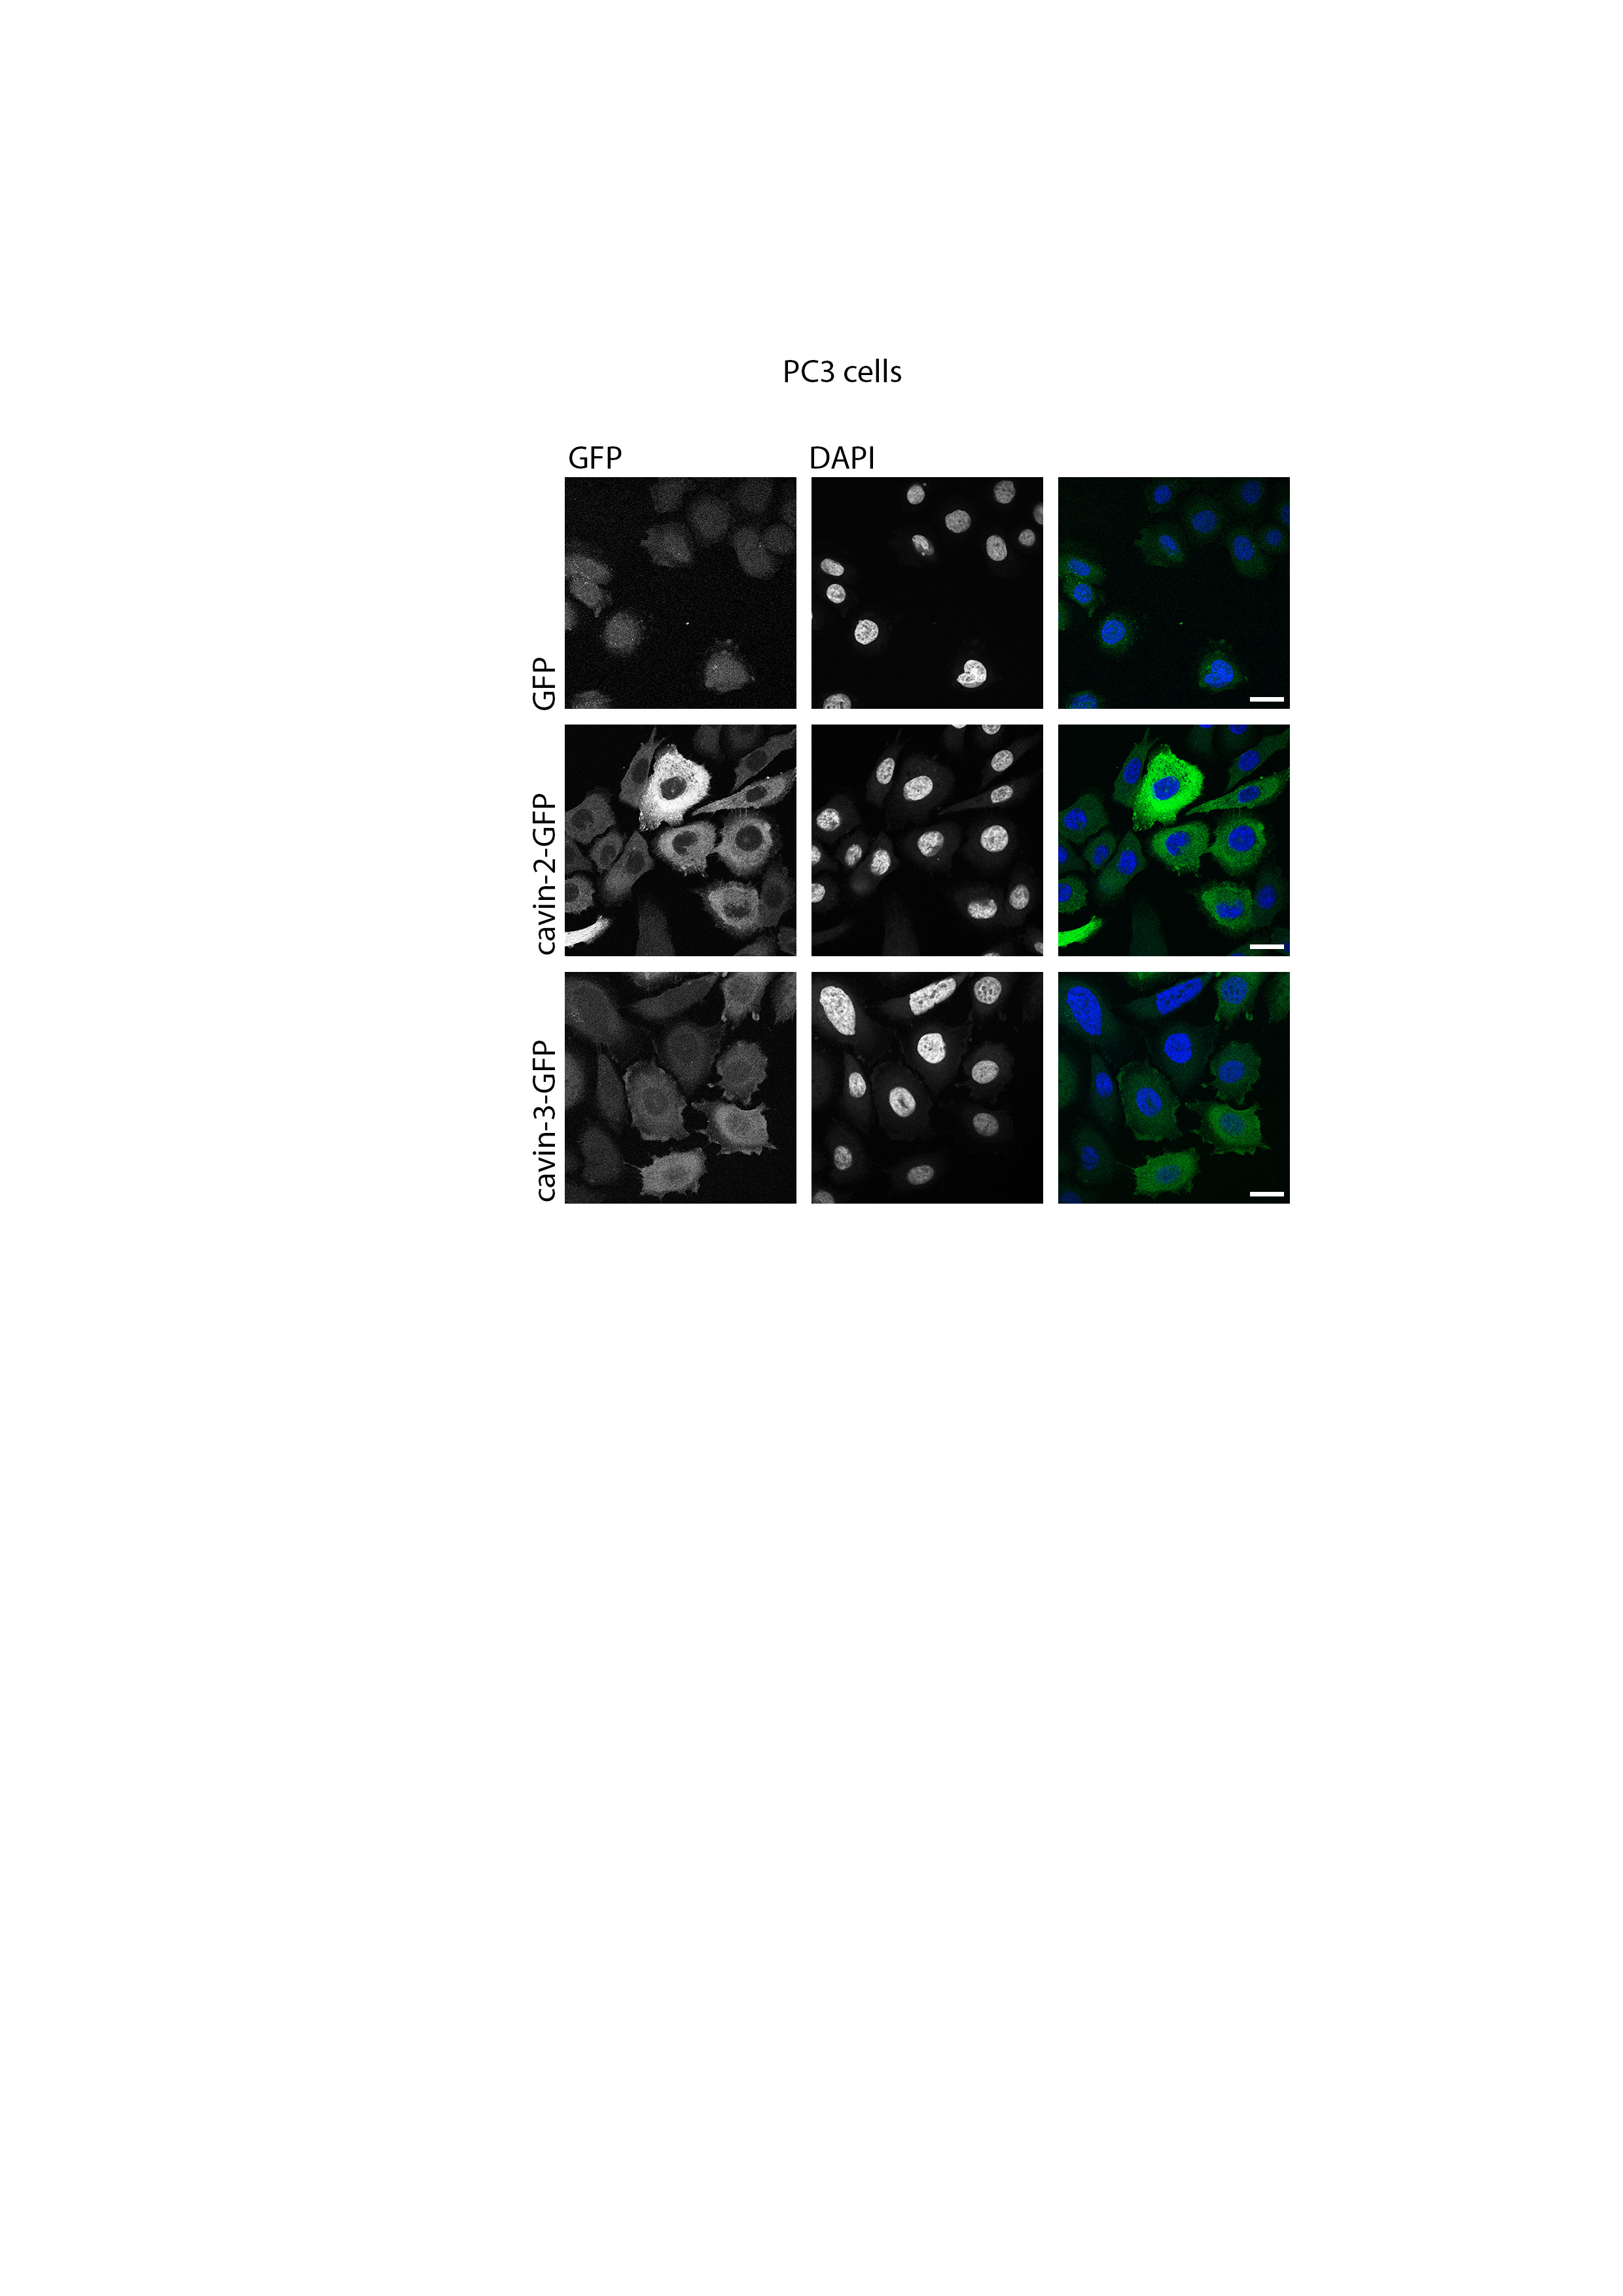 PC3 cells
GFP
DAPI
GFP
cavin-2-GFP
cavin-3-GFP